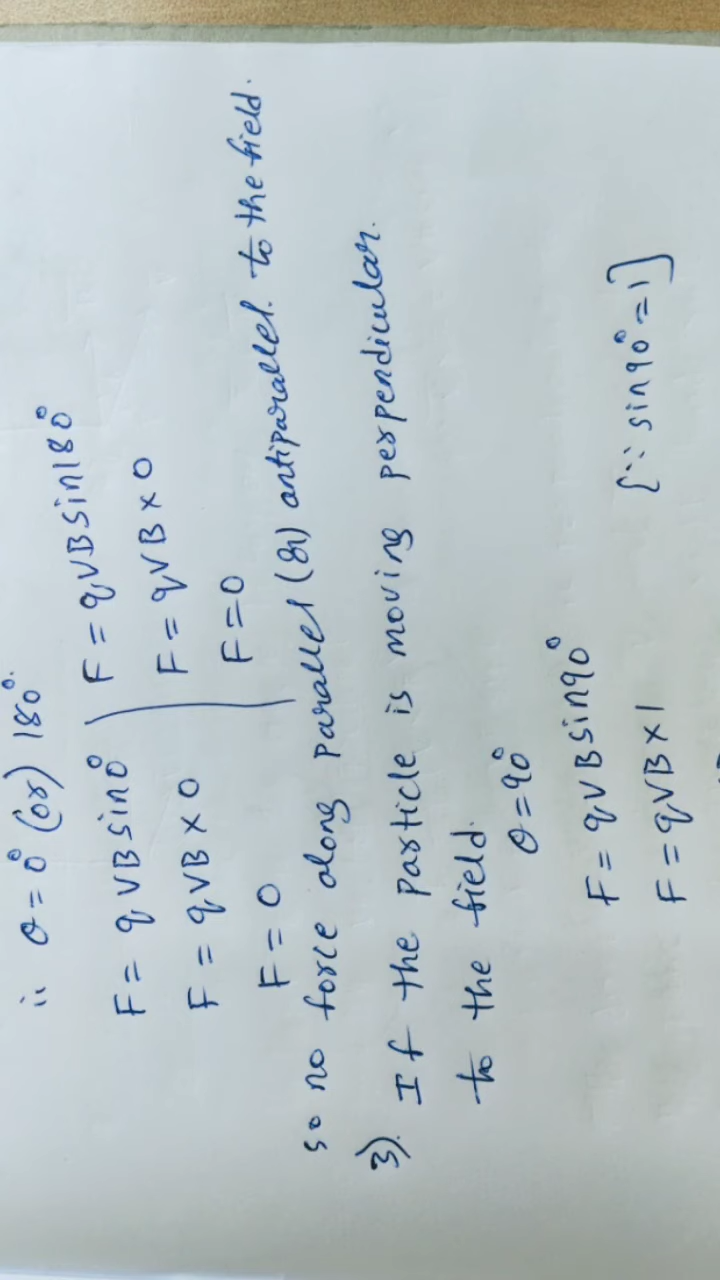 ii θ = 0° (or) 180°.
F = qVB sin0° F = qVB sin180°
F = qVB × 0 F = qVB × 0
F = 0 F = 0
so no force along parallel (or) antiparallel. to the field.
3). If the particle is moving perpendicular.
to the field.
θ = 90°
F = qVB sin90°
F = qVB × 1 [∵ sin90° = 1]